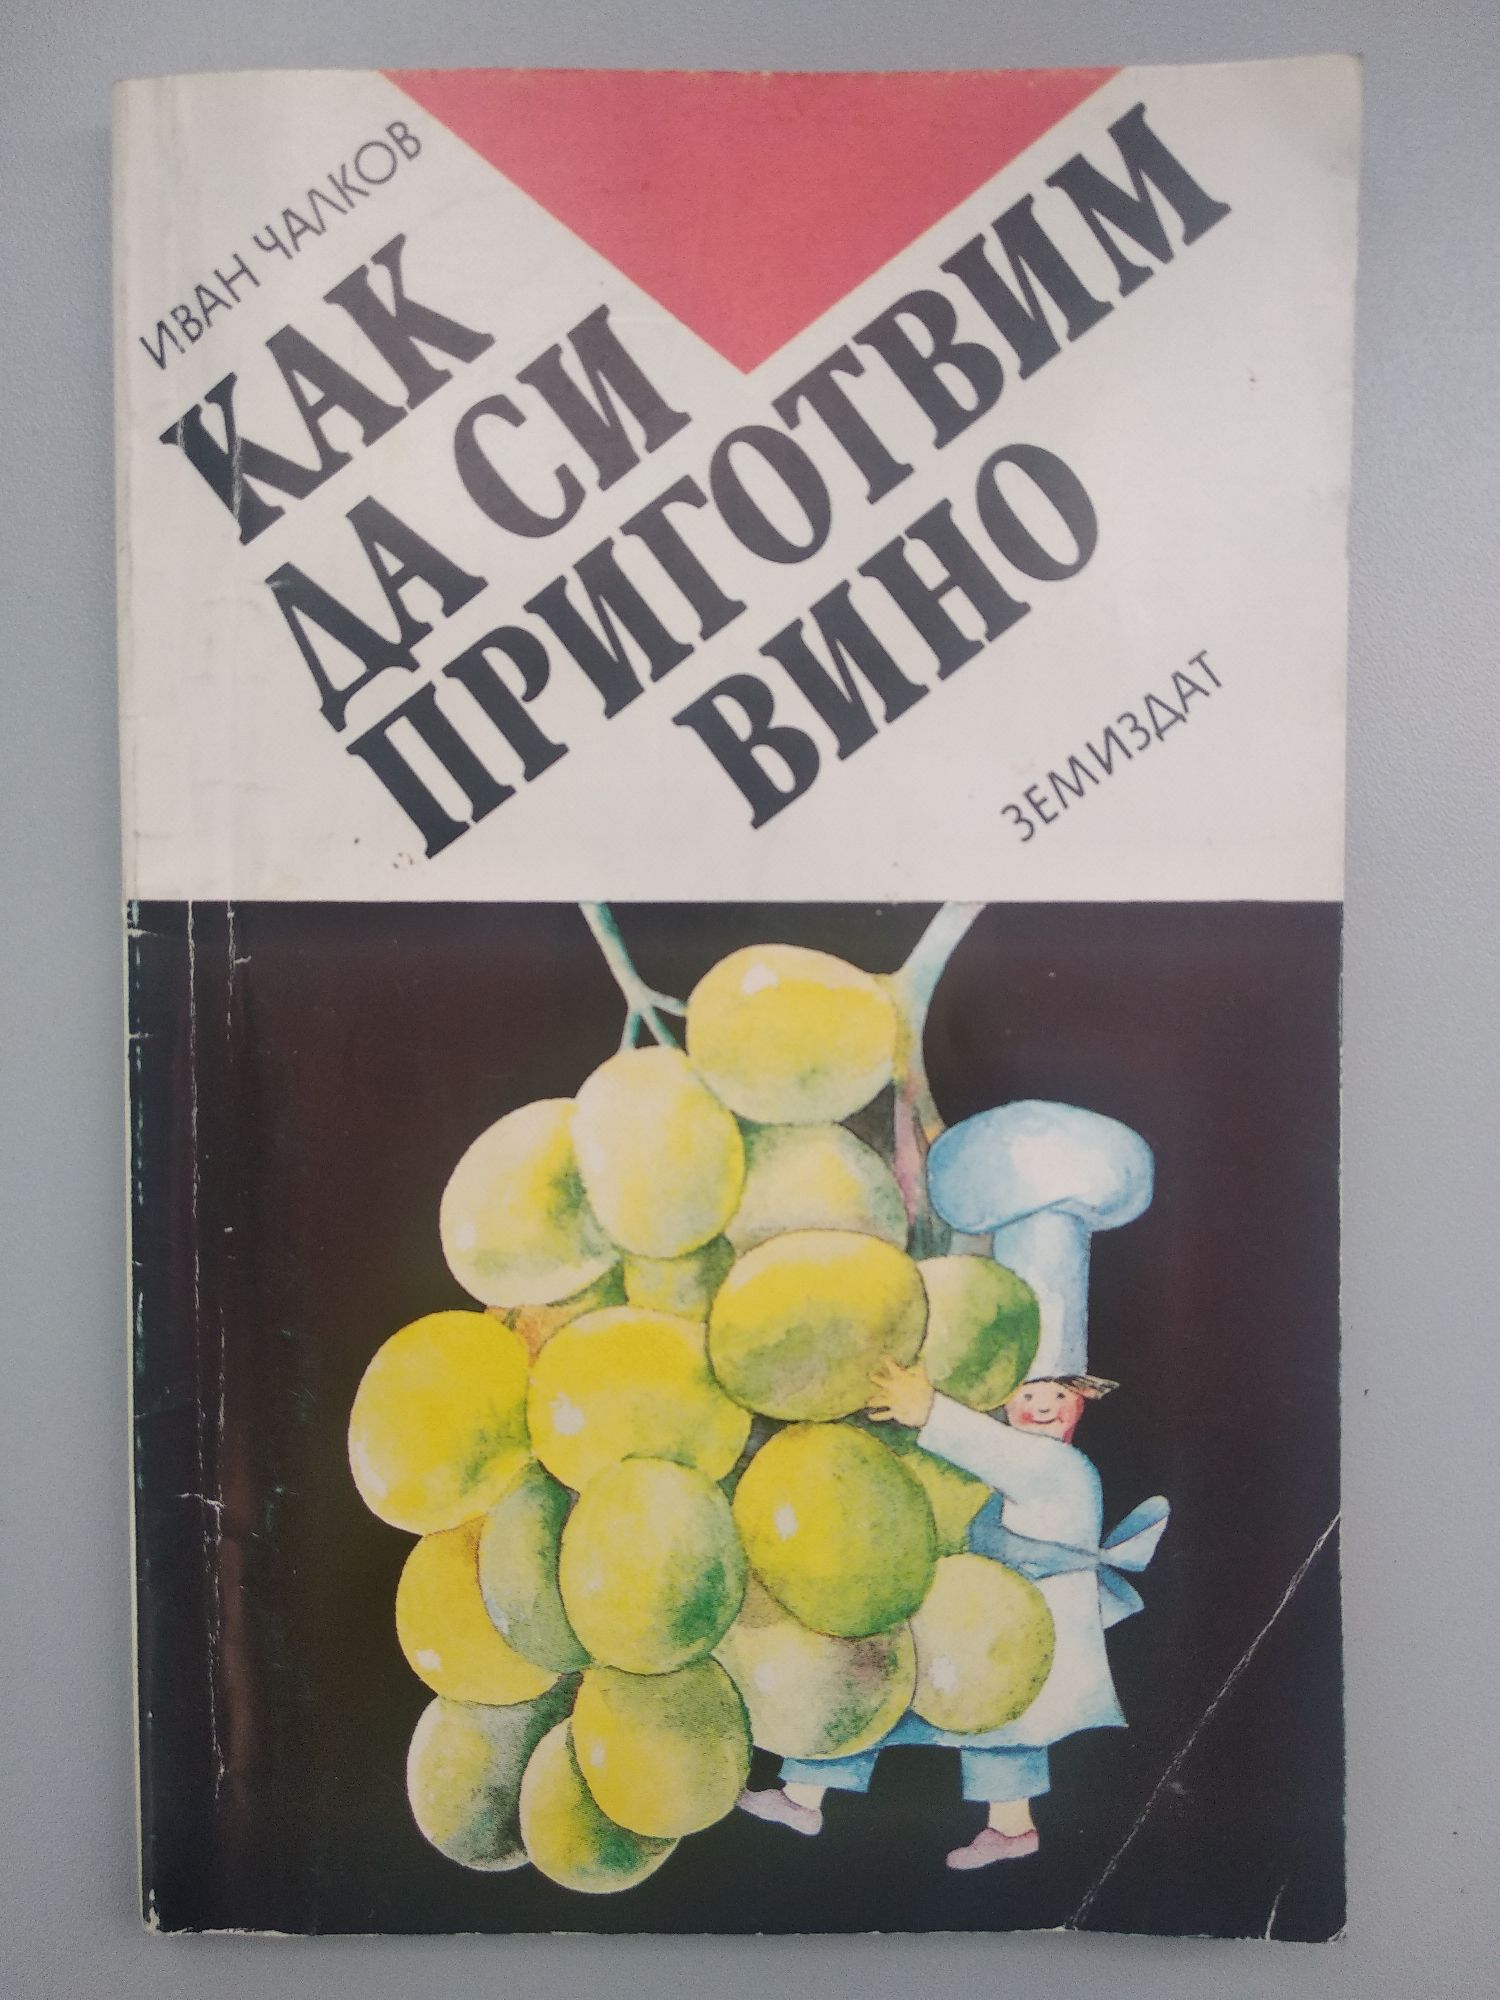 ИВАН ЧАЛКОВ
КАК
ДА СИ
ПРИГОТВИМ
ВИНО
ЗЕМИЗДАТ